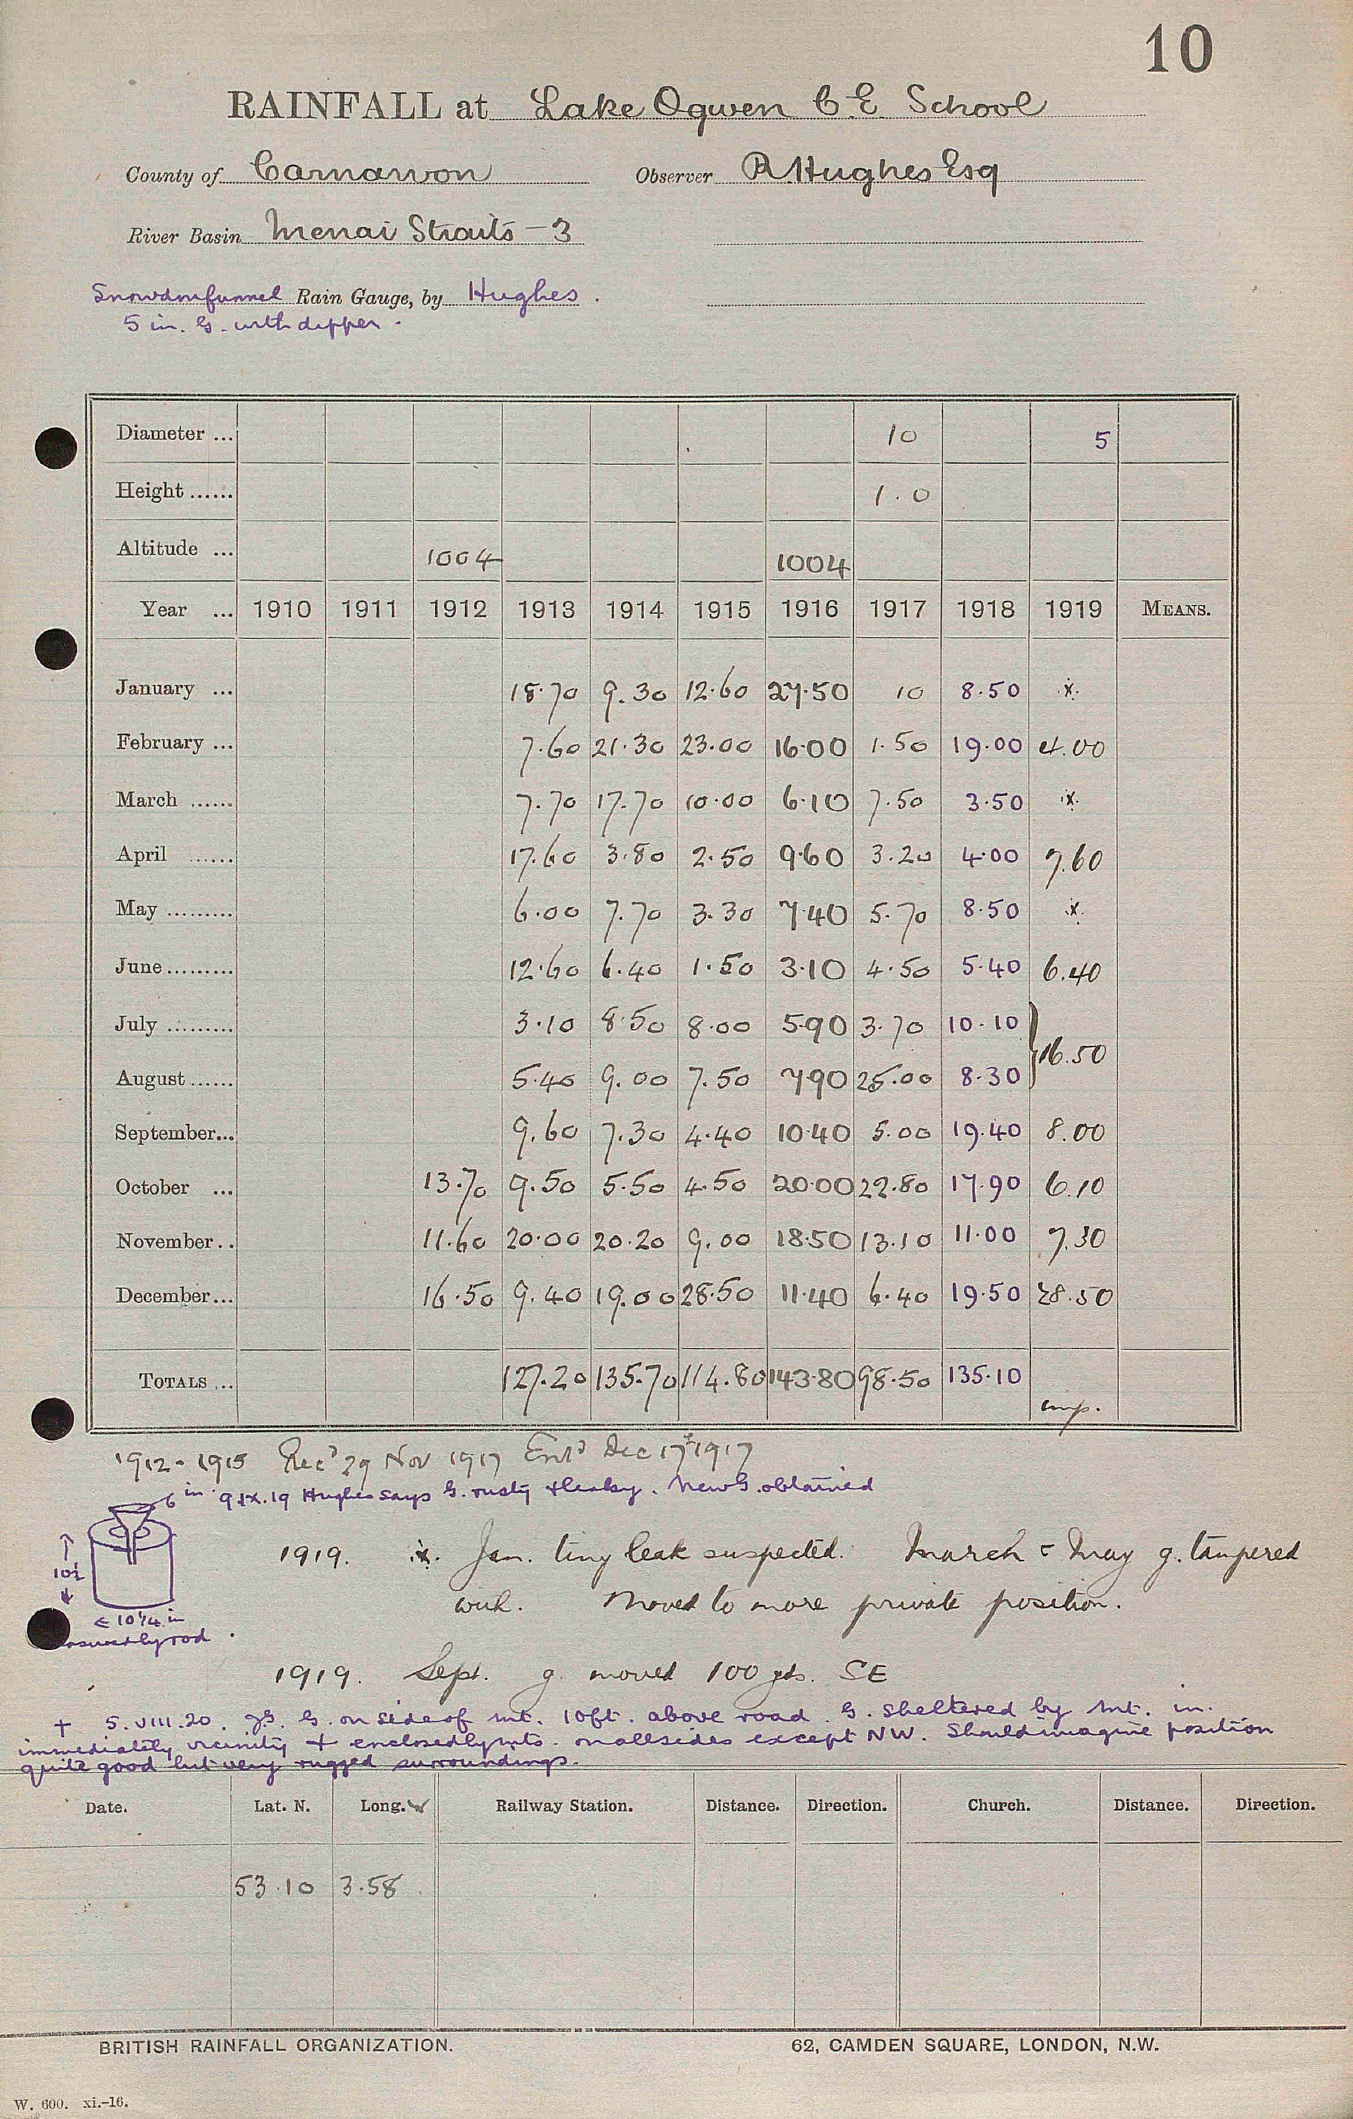 10
RAINFALL at Lake Ogwen C.E. School
County of Carnarvon Observer R Hughes Esq
River Basin Menai Straits - 3
Snowdon funnel Rain Gauge, by Hughes.
5 in. G. with dipper.
Diameter ... 10 5
Height ...... 1.0
Altitude ... 1004 1004
Year ... 1910 1911 1912 1913 1914 1915 1916 1917 1918 1919 MEANS.
January ... 18.70 9.30 12.60 27.50 10 8.50 x
February ... 7.60 21.30 23.00 16.00 1.50 19.00 4.00
March ...... 7.70 17.70 10.00 6.10 7.50 3.50 x
April ...... 17.60 3.80 2.50 9.60 3.20 4.00 7.60
May ......... 6.00 7.70 3.30 7.40 5.70 8.50 x
June ......... 12.60 6.40 1.50 3.10 4.50 5.40 6.40
July ......... 3.10 8.50 8.00 5.90 3.70 10.10
} 16.50
August ...... 5.40 9.00 7.50 7.90 25.00 8.30
September... 9.60 7.30 4.40 10.40 5.00 19.40 8.00
October ... 13.70 9.50 5.50 4.50 20.00 22.80 17.90 6.10
November.. 11.60 20.00 20.20 9.00 18.50 13.10 11.00 7.30
December... 16.50 9.40 19.00 28.50 11.40 6.40 19.50 28.50
TOTALS ... 127.20 135.70 114.80 143.80 98.50 135.10
imp.
1912-1915 Rec'd 29 Nov 1917 Ent'd Dec 17th 1917
6 in 9.IX.19 Hughes says G. rusty & leaky. New G. obtained
10½
1919. x. Jan. tiny leak suspected. March & May g. tampered
with. Moved to more private position.
← 10¼ in
by rod.
1919. Sept. g. moved 100 yds. SE
+ 5.VIII.20. G. on side of mt. 10ft. above road. G. sheltered by mt. in
immediately vicinity & enclosed by mts. on all sides except NW. Should imagine position
quite good but very rugged surroundings.
Date. Lat. N. Long. W Railway Station. Distance. Direction. Church. Distance. Direction.
53.10 3.58
BRITISH RAINFALL ORGANIZATION. 62, CAMDEN SQUARE, LONDON, N.W.
W. 600. xi.-16.